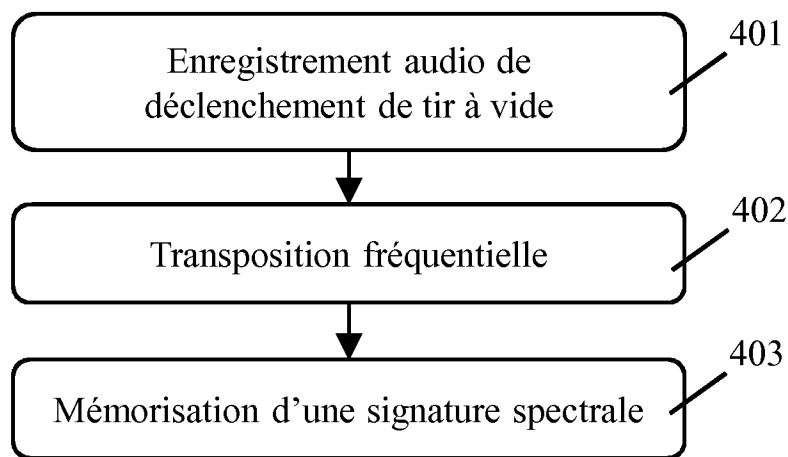 401
Enregistrement audio de
déclenchement de tir à vide
402
Transposition fréquentielle
403
Mémorisation d’une signature spectrale